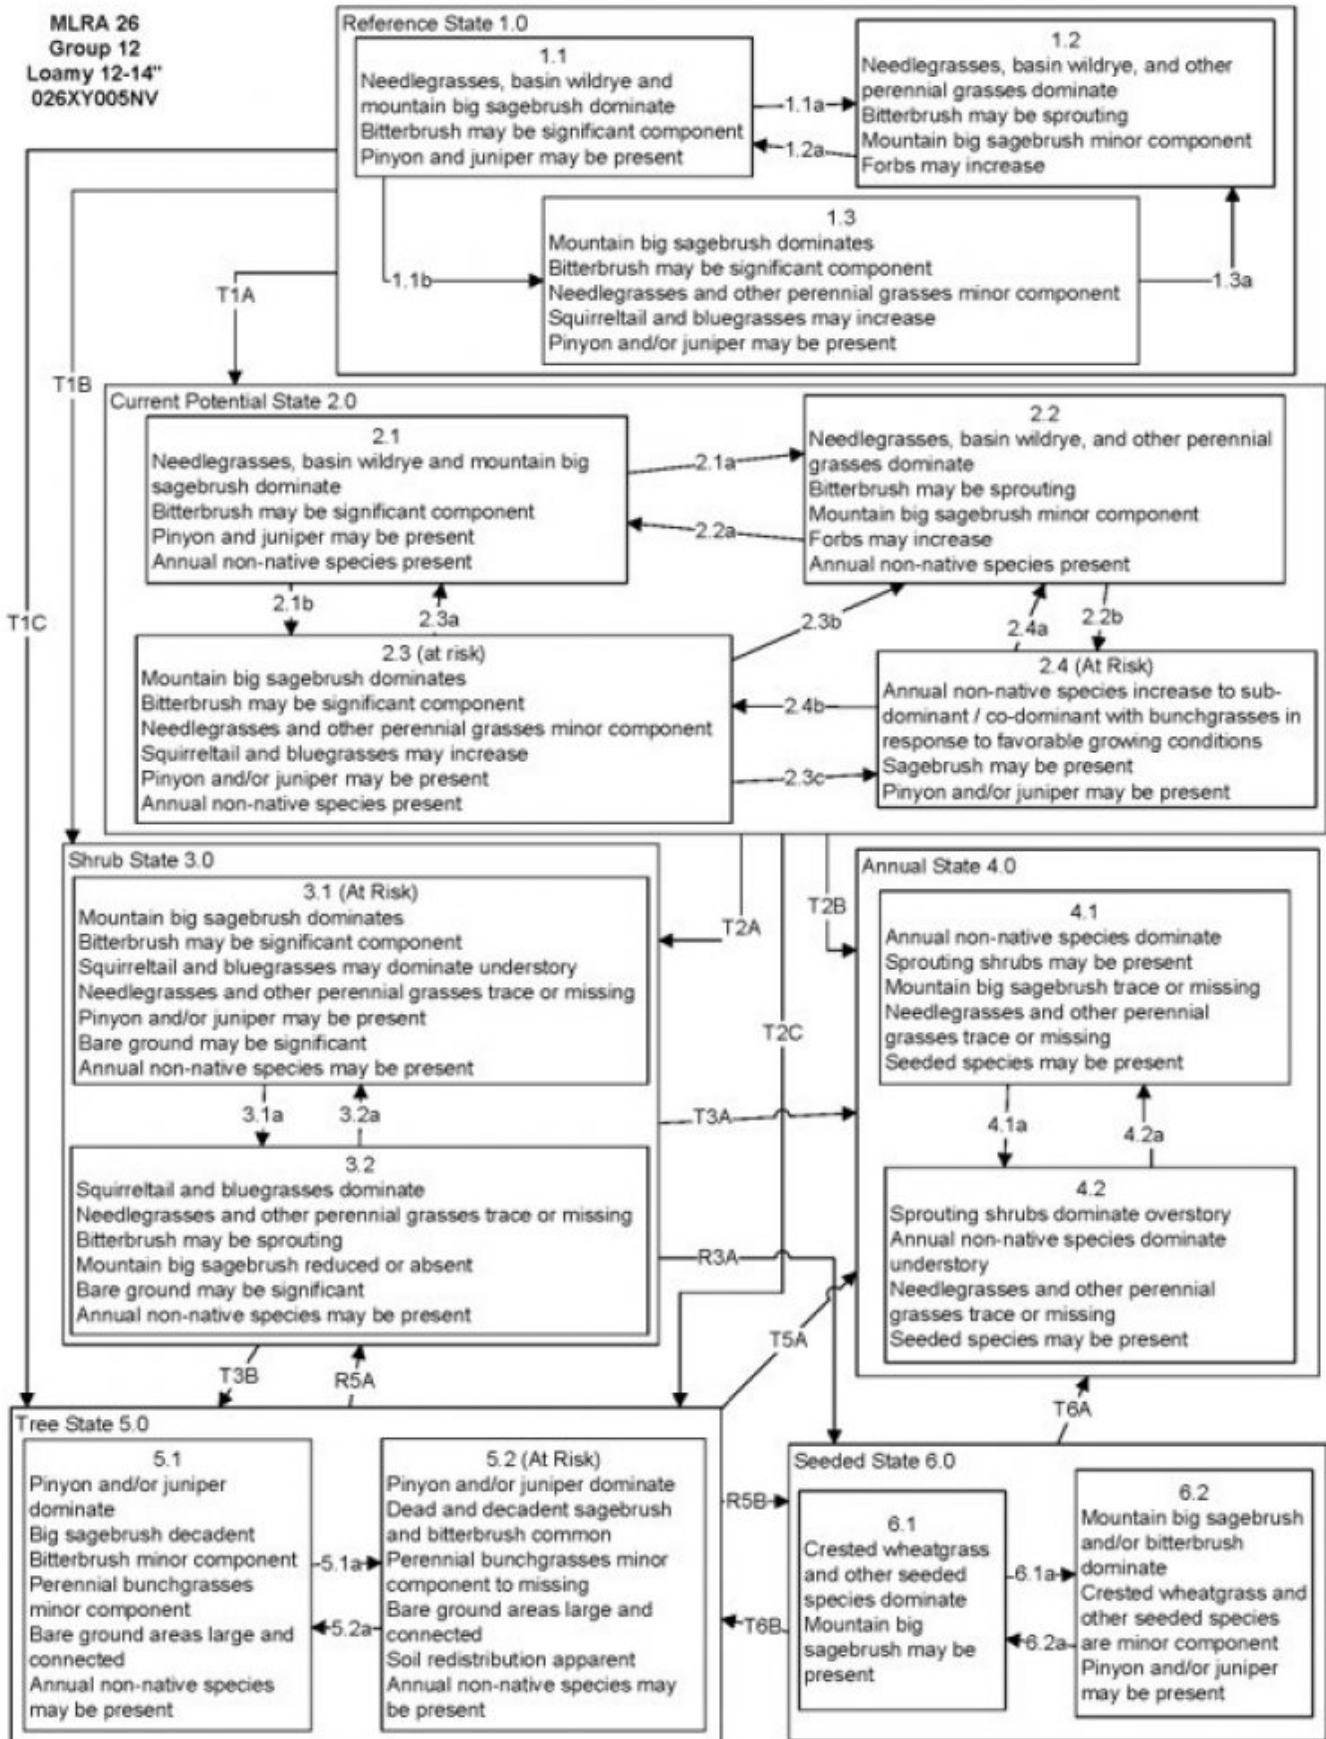 MLRA 26
Group 12
Loamy 12-14"
026XY005NV
Reference State 1.0
1.1
Needlegrasses, basin wildrye and
mountain big sagebrush dominate
Bitterbrush may be significant component
Pinyon and juniper may be present
1.1a
1.2a
1.2
Needlegrasses, basin wildrye, and other
perennial grasses dominate
Bitterbrush may be sprouting
Mountain big sagebrush minor component
Forbs may increase
1.1b
1.3
Mountain big sagebrush dominates
Bitterbrush may be significant component
Needlegrasses and other perennial grasses minor component
Squirreltail and bluegrasses may increase
Pinyon and/or juniper may be present
1.3a
T1A
T1B
T1C
Current Potential State 2.0
2.1
Needlegrasses, basin wildrye and mountain big
sagebrush dominate
Bitterbrush may be significant component
Pinyon and juniper may be present
Annual non-native species present
2.1a
2.2a
2.2
Needlegrasses, basin wildrye, and other perennial
grasses dominate
Bitterbrush may be sprouting
Mountain big sagebrush minor component
Forbs may increase
Annual non-native species present
2.1b
2.3a
2.3b
2.4a
2.2b
2.3 (at risk)
Mountain big sagebrush dominates
Bitterbrush may be significant component
Needlegrasses and other perennial grasses minor component
Squirreltail and bluegrasses may increase
Pinyon and/or juniper may be present
Annual non-native species present
2.4b
2.3c
2.4 (At Risk)
Annual non-native species increase to sub-
dominant / co-dominant with bunchgrasses in
response to favorable growing conditions
Sagebrush may be present
Pinyon and/or juniper may be present
T2A
T2B
T2C
Shrub State 3.0
3.1 (At Risk)
Mountain big sagebrush dominates
Bitterbrush may be significant component
Squirreltail and bluegrasses may dominate understory
Needlegrasses and other perennial grasses trace or missing
Pinyon and/or juniper may be present
Bare ground may be significant
Annual non-native species may be present
3.1a
3.2a
3.2
Squirreltail and bluegrasses dominate
Needlegrasses and other perennial grasses trace or missing
Bitterbrush may be sprouting
Mountain big sagebrush reduced or absent
Bare ground may be significant
Annual non-native species may be present
T3A
R3A
Annual State 4.0
4.1
Annual non-native species dominate
Sprouting shrubs may be present
Mountain big sagebrush trace or missing
Needlegrasses and other perennial
grasses trace or missing
Seeded species may be present
4.1a
4.2a
4.2
Sprouting shrubs dominate overstory
Annual non-native species dominate
understory
Needlegrasses and other perennial
grasses trace or missing
Seeded species may be present
T3B
R5A
T5A
T6A
Tree State 5.0
5.1
Pinyon and/or juniper
dominate
Big sagebrush decadent
Bitterbrush minor component
Perennial bunchgrasses
minor component
Bare ground areas large and
connected
Annual non-native species
may be present
5.1a
5.2a
5.2 (At Risk)
Pinyon and/or juniper dominate
Dead and decadent sagebrush
and bitterbrush common
Perennial bunchgrasses minor
component to missing
Bare ground areas large and
connected
Soil redistribution apparent
Annual non-native species may
be present
R5B
T6B
Seeded State 6.0
6.1
Crested wheatgrass
and other seeded
species dominate
Mountain big
sagebrush may be
present
6.1a
6.2a
6.2
Mountain big sagebrush
and/or bitterbrush
dominate
Crested wheatgrass and
other seeded species
are minor component
Pinyon and/or juniper
may be present